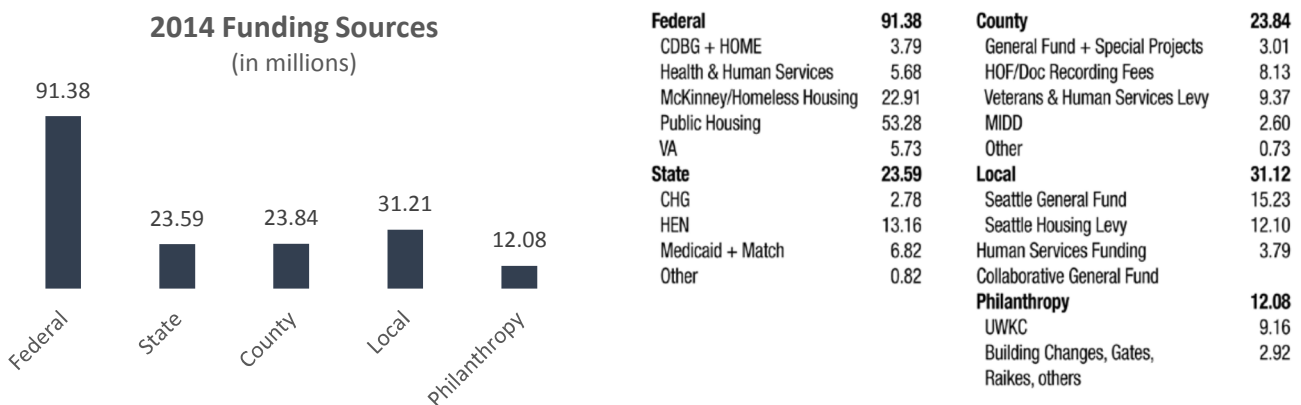 2014 Funding Sources
(in millions)
91.38
23.59
23.84
31.21
12.08
Federal
State
County
Local
Philanthropy
Federal 91.38
CDBG + HOME 3.79
Health & Human Services 5.68
McKinney/Homeless Housing 22.91
Public Housing 53.28
VA 5.73
State 23.59
CHG 2.78
HEN 13.16
Medicaid + Match 6.82
Other 0.82
County 23.84
General Fund + Special Projects 3.01
HOF/Doc Recording Fees 8.13
Veterans & Human Services Levy 9.37
MIDD 2.60
Other 0.73
Local 31.12
Seattle General Fund 15.23
Seattle Housing Levy 12.10
Human Services Funding 3.79
Collaborative General Fund
Philanthropy 12.08
UWKC 9.16
Building Changes, Gates, 2.92
Raikes, others